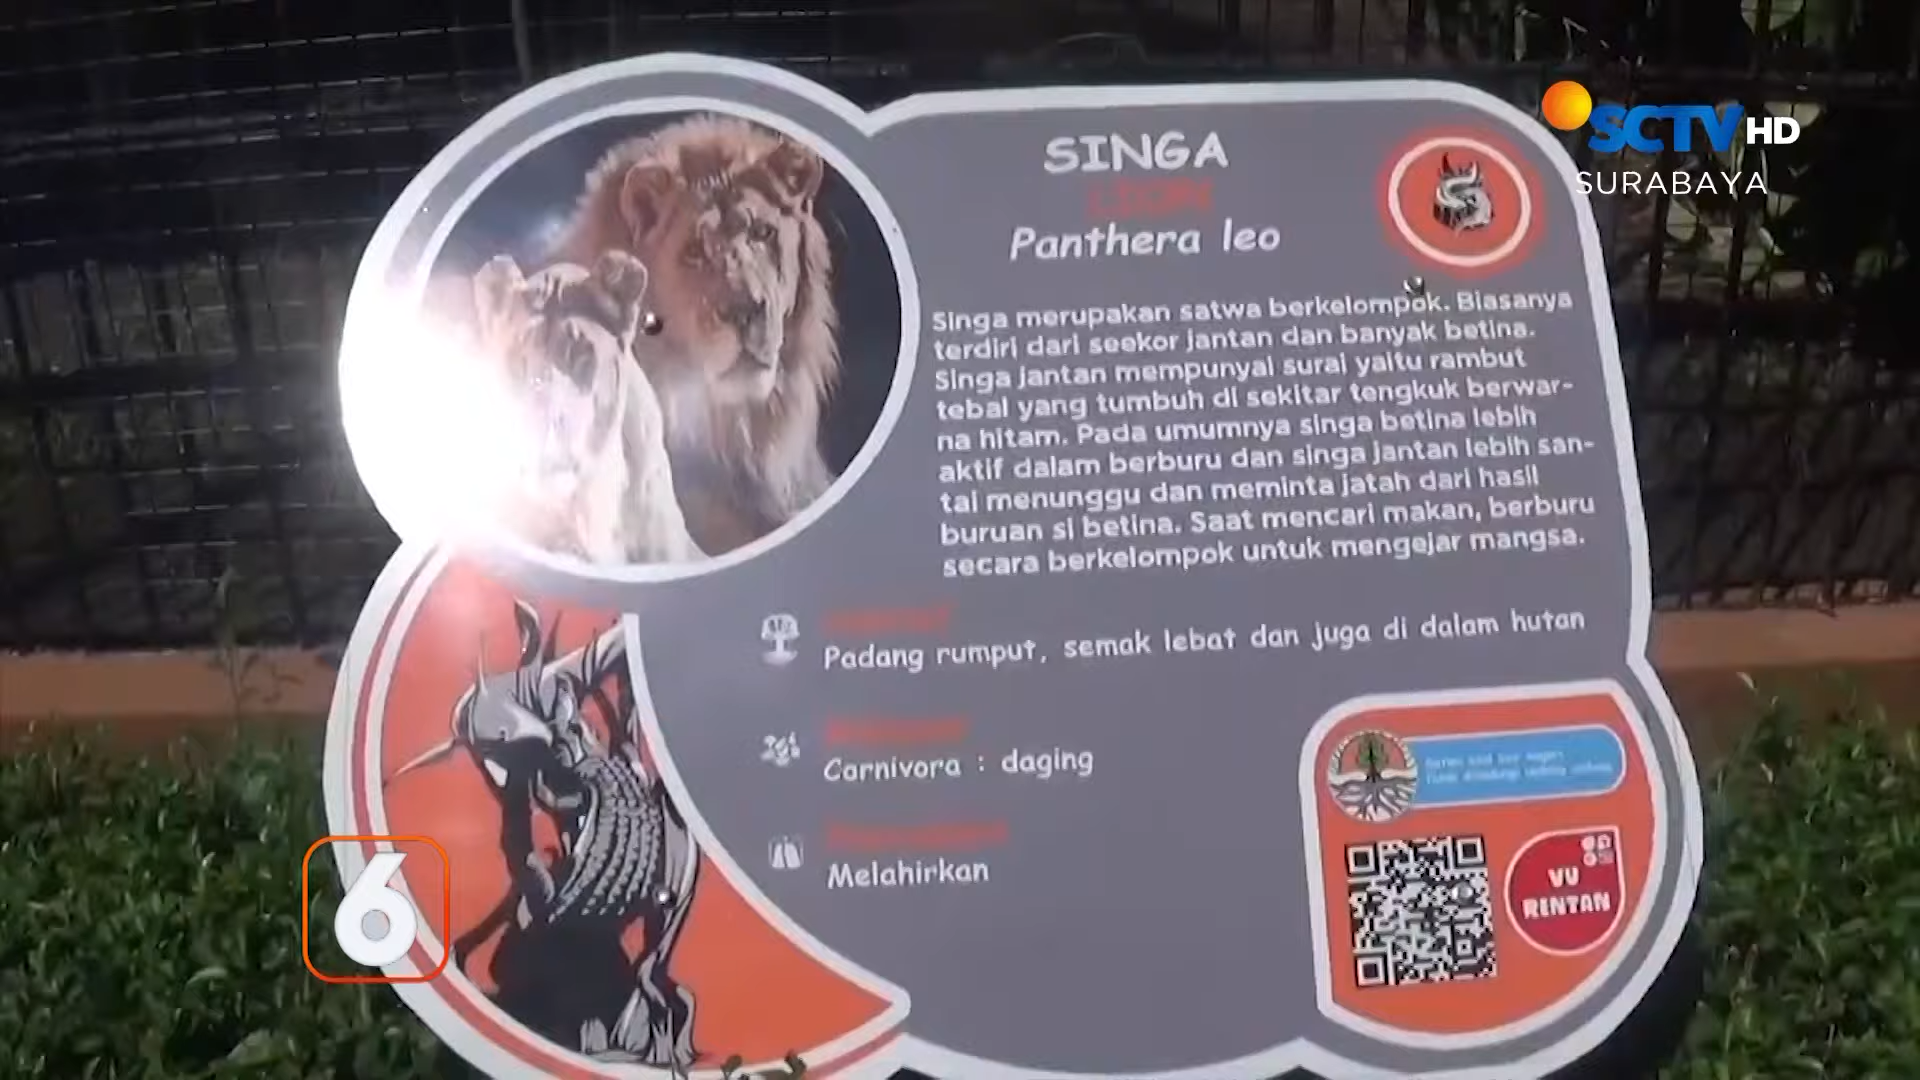 SCTV HD
SURABAYA
SINGA
LION
Panthera leo
Singa merupakan satwa berkelompok. Biasanya
terdiri dari seekor jantan dan banyak betina.
Singa jantan mempunyai surai yaitu rambut
tebal yang tumbuh di sekitar tengkuk berwar-
na hitam. Pada umumnya singa betina lebih
aktif dalam berburu dan singa jantan lebih san-
tai menunggu dan meminta jatah dari hasil
buruan si betina. Saat mencari makan, berburu
secara berkelompok untuk mengejar mangsa.
Padang rumput, semak lebat dan juga di dalam hutan
Carnivora : daging
Melahirkan
VU
RENTAN
6